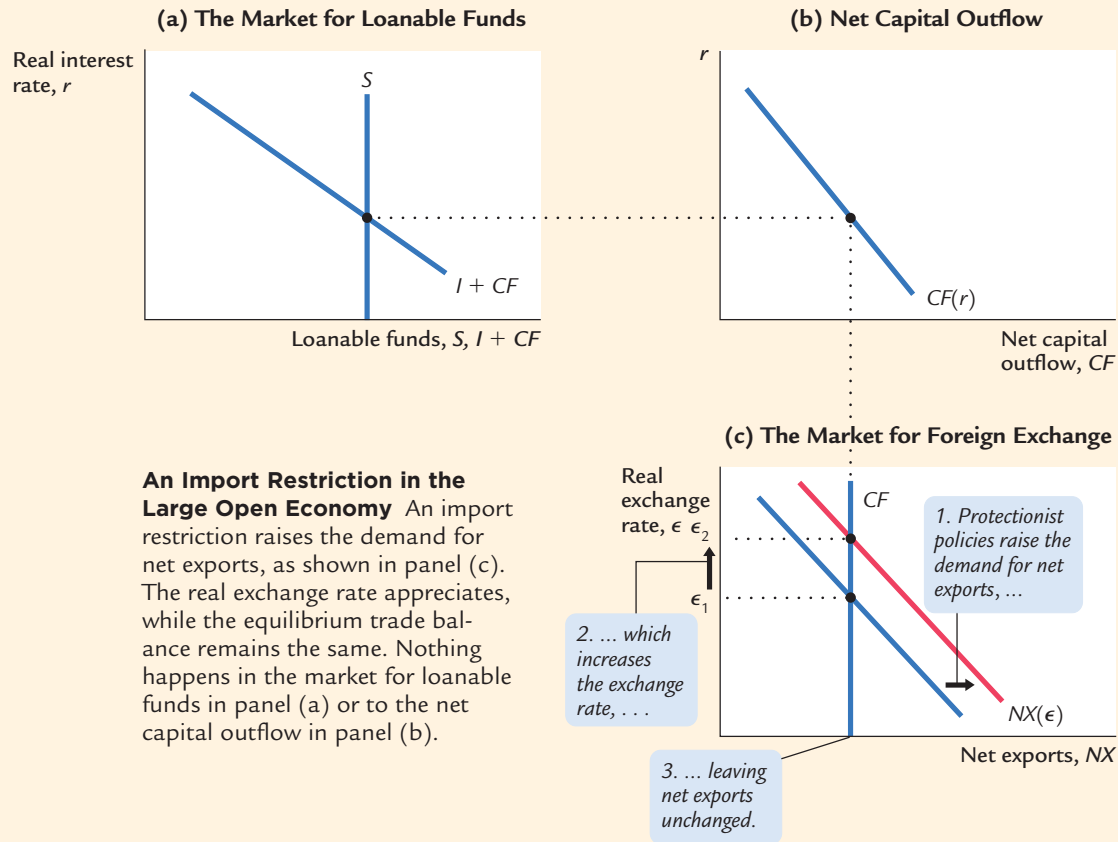 (a) The Market for Loanable Funds
Real interest
rate, r
S
I + CF
Loanable funds, S, I + CF
(b) Net Capital Outflow
r
CF(r)
Net capital
outflow, CF
An Import Restriction in the
Large Open Economy An import
restriction raises the demand for
net exports, as shown in panel (c).
The real exchange rate appreciates,
while the equilibrium trade bal-
ance remains the same. Nothing
happens in the market for loanable
funds in panel (a) or to the net
capital outflow in panel (b).
(c) The Market for Foreign Exchange
Real
exchange
rate, ϵ ϵ2
ϵ1
CF
1. Protectionist
policies raise the
demand for net
exports, ...
2. ... which
increases
the exchange
rate, . . .
NX(ϵ)
Net exports, NX
3. ... leaving
net exports
unchanged.